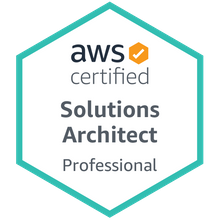 aws
certified
Solutions
Architect
Professional